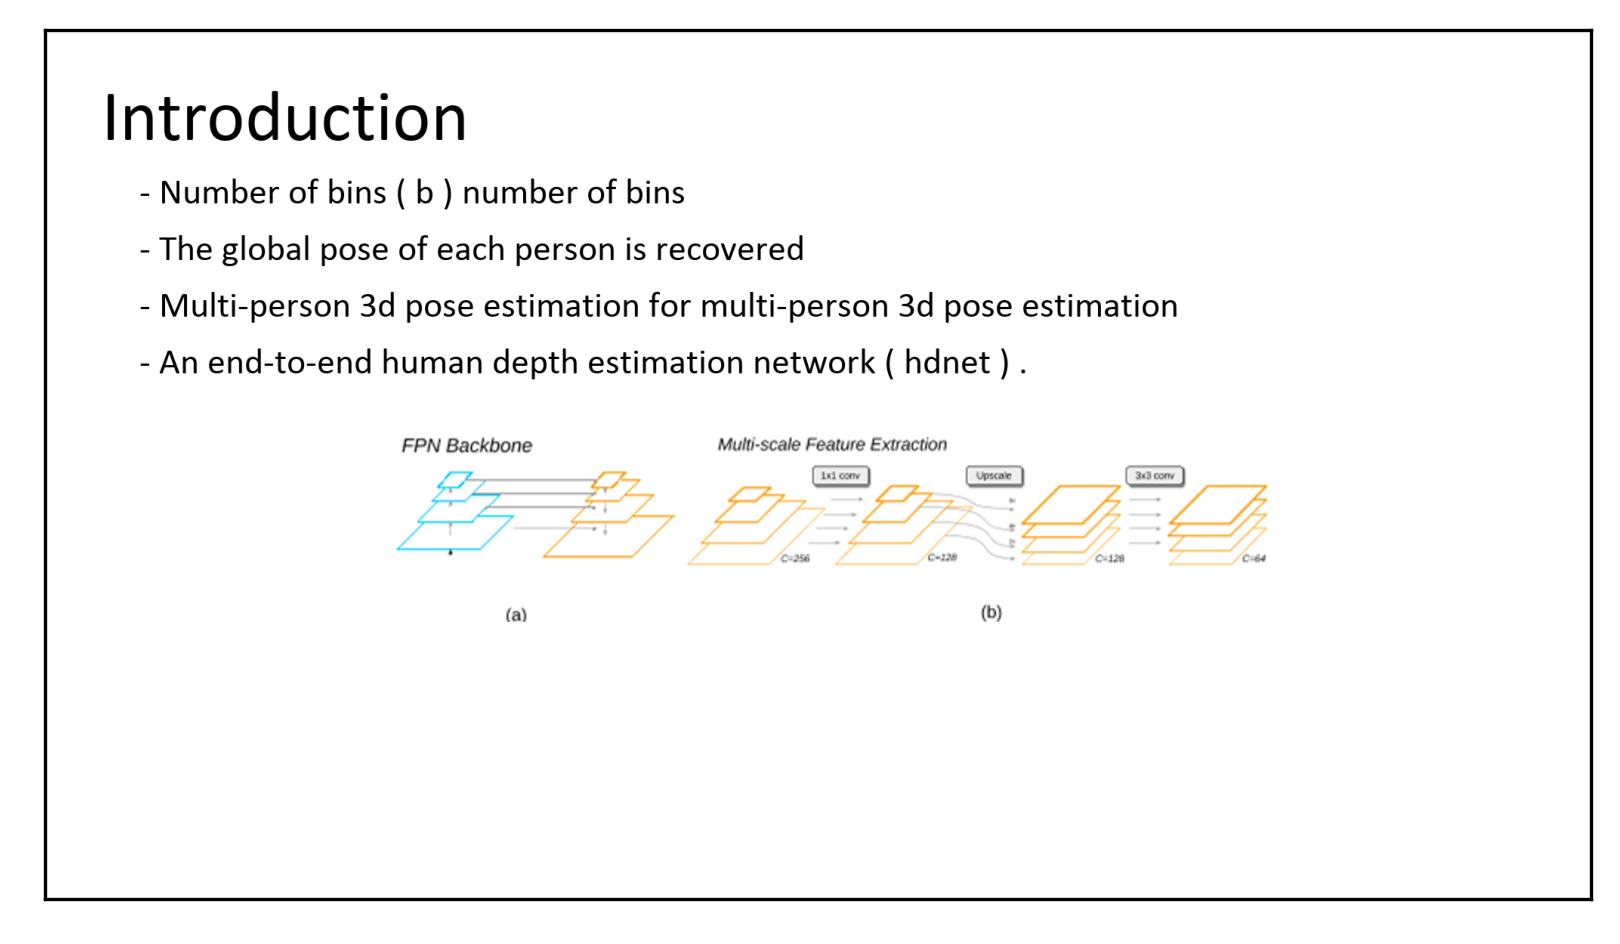 Introduction
- Number of bins ( b ) number of bins
- The global pose of each person is recovered
- Multi-person 3d pose estimation for multi-person 3d pose estimation
- An end-to-end human depth estimation network ( hdnet ) .
FPN Backbone
Multi-scale Feature Extraction
1x1 conv
Upscale
3x3 conv
C=256
C=128
C=128
C=64
(a)
(b)